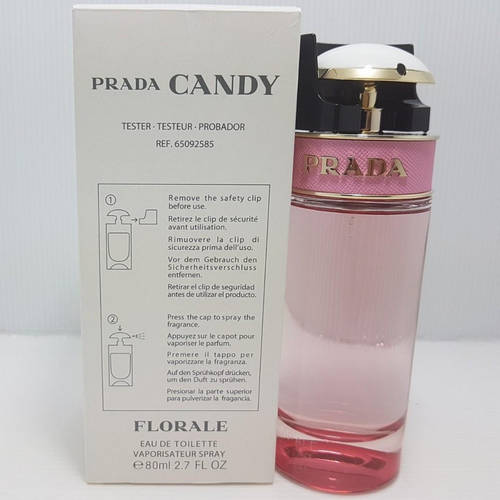 PRADA CANDY
TESTER · TESTEUR · PROBADOR
REF. 65092585
1
Remove the safety clip
before use.
Retirez le clip de sécurité
avant utilisation.
Rimuovere la clip di
sicurezza prima dell'uso.
Vor dem Gebrauch den
Sicherheitsverschluss
entfernen.
Retirar el clip de seguridad
antes de utilizar el producto.
2
Press the cap to spray the
fragrance.
Appuyez sur le capot pour
vaporiser le parfum.
Premere il tappo per
vaporizzare la fragranza.
Auf den Sprühkopf drücken,
um den Duft zu sprühen.
Presionar la parte superior
para pulverizar la fragancia.
FLORALE
EAU DE TOILETTE
VAPORISATEUR SPRAY
℮80ml 2.7 FL OZ
PRADA